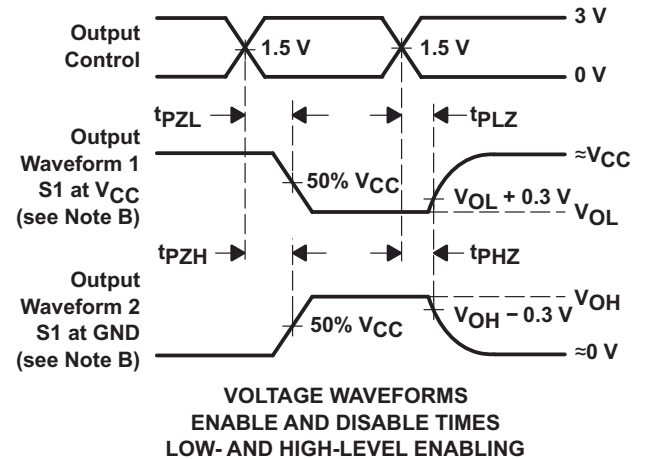 Output
Control
1.5 V
1.5 V
3 V
0 V
tPZL
tPLZ
Output
Waveform 1
S1 at VCC
(see Note B)
50% VCC
≈VCC
VOL + 0.3 V
VOL
tPZH
tPHZ
Output
Waveform 2
S1 at GND
(see Note B)
50% VCC
VOH
VOH − 0.3 V
≈0 V
VOLTAGE WAVEFORMS
ENABLE AND DISABLE TIMES
LOW- AND HIGH-LEVEL ENABLING